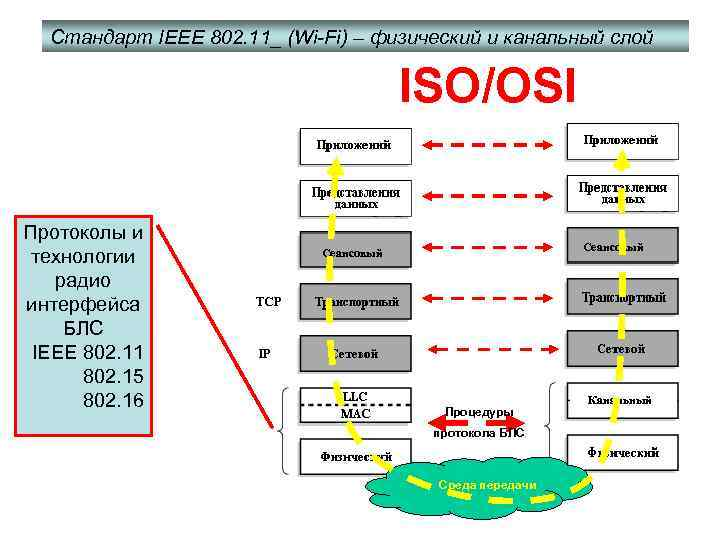 Стандарт IEEE 802.11_ (Wi-Fi) – физический и канальный слой
ISO/OSI
Приложений
Приложений
Представления
данных
Представления
данных
Протоколы и
технологии
радио
интерфейса
БЛС
IEEE 802.11
802.15
802.16
Сеансовый
Сеансовый
TCP
Транспортный
Транспортный
IP
Сетевой
Сетевой
LLC
MAC
Канальный
Процедуры
протокола БЛС
Физический
Физический
Среда передачи